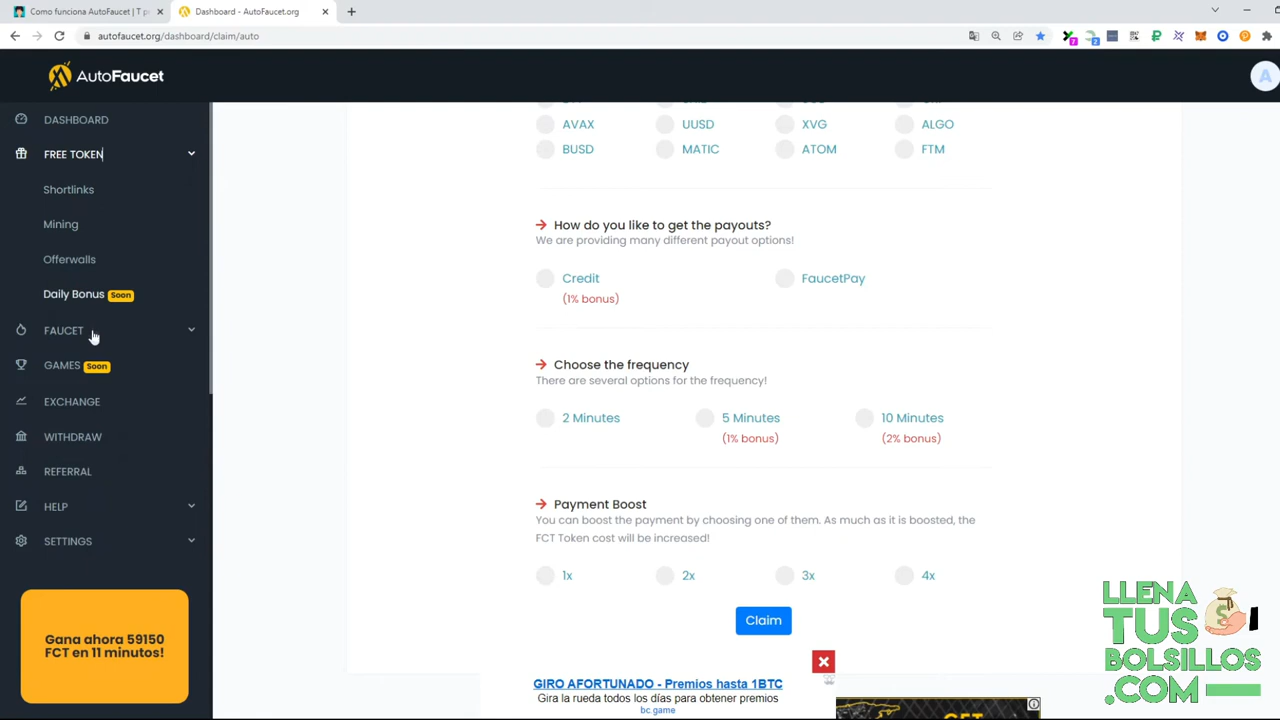 Como funciona AutoFaucet | T p
Dashboard - AutoFaucet.org
autofaucet.org/dashboard/claim/auto
7
2
AutoFaucet
A
DASHBOARD
FREE TOKEN
Shortlinks
Mining
Offerwalls
Daily Bonus Soon
FAUCET
GAMES Soon
EXCHANGE
WITHDRAW
REFERRAL
HELP
SETTINGS
Gana ahora 59150
FCT en 11 minutos!
AVAX UUSD XVG ALGO
BUSD MATIC ATOM FTM
How do you like to get the payouts?
We are providing many different payout options!
Credit FaucetPay
(1% bonus)
Choose the frequency
There are several options for the frequency!
2 Minutes 5 Minutes 10 Minutes
(1% bonus) (2% bonus)
Payment Boost
You can boost the payment by choosing one of them. As much as it is boosted, the
FCT Token cost will be increased!
1x 2x 3x 4x
Claim
GIRO AFORTUNADO - Premios hasta 1BTC
Gira la rueda todos los días para obtener premios
bc.game
GET
LLENA
TUS
BOLSILLOS
.COM